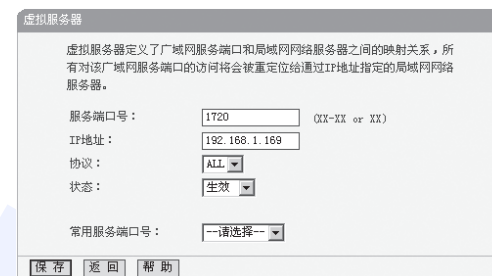 虚拟服务器
虚拟服务器定义了广域网服务端口和局域网网络服务器之间的映射关系，所
有对该广域网服务端口的访问将会被重定位给通过IP地址指定的局域网网络
服务器。
服务端口号： 1720 (XX-XX or XX)
IP地址： 192.168.1.169
协议： ALL
状态： 生效
常用服务端口号： --请选择--
保存 返回 帮助